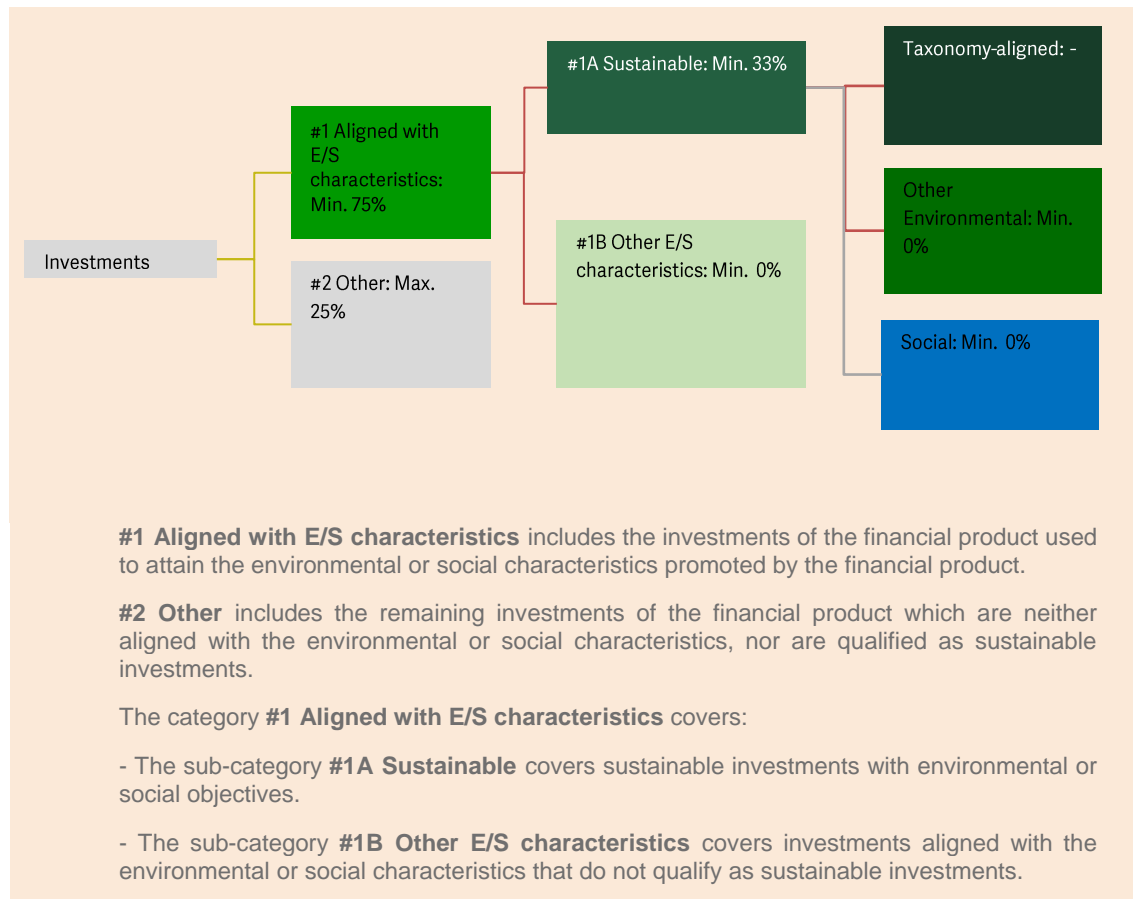 Investments
#1 Aligned with
E/S
characteristics:
Min. 75%
#2 Other: Max.
25%
#1A Sustainable: Min. 33%
#1B Other E/S
characteristics: Min. 0%
Taxonomy-aligned: -
Other
Environmental: Min.
0%
Social: Min. 0%
#1 Aligned with E/S characteristics includes the investments of the financial product used
to attain the environmental or social characteristics promoted by the financial product.
#2 Other includes the remaining investments of the financial product which are neither
aligned with the environmental or social characteristics, nor are qualified as sustainable
investments.
The category #1 Aligned with E/S characteristics covers:
- The sub-category #1A Sustainable covers sustainable investments with environmental or
social objectives.
- The sub-category #1B Other E/S characteristics covers investments aligned with the
environmental or social characteristics that do not qualify as sustainable investments.